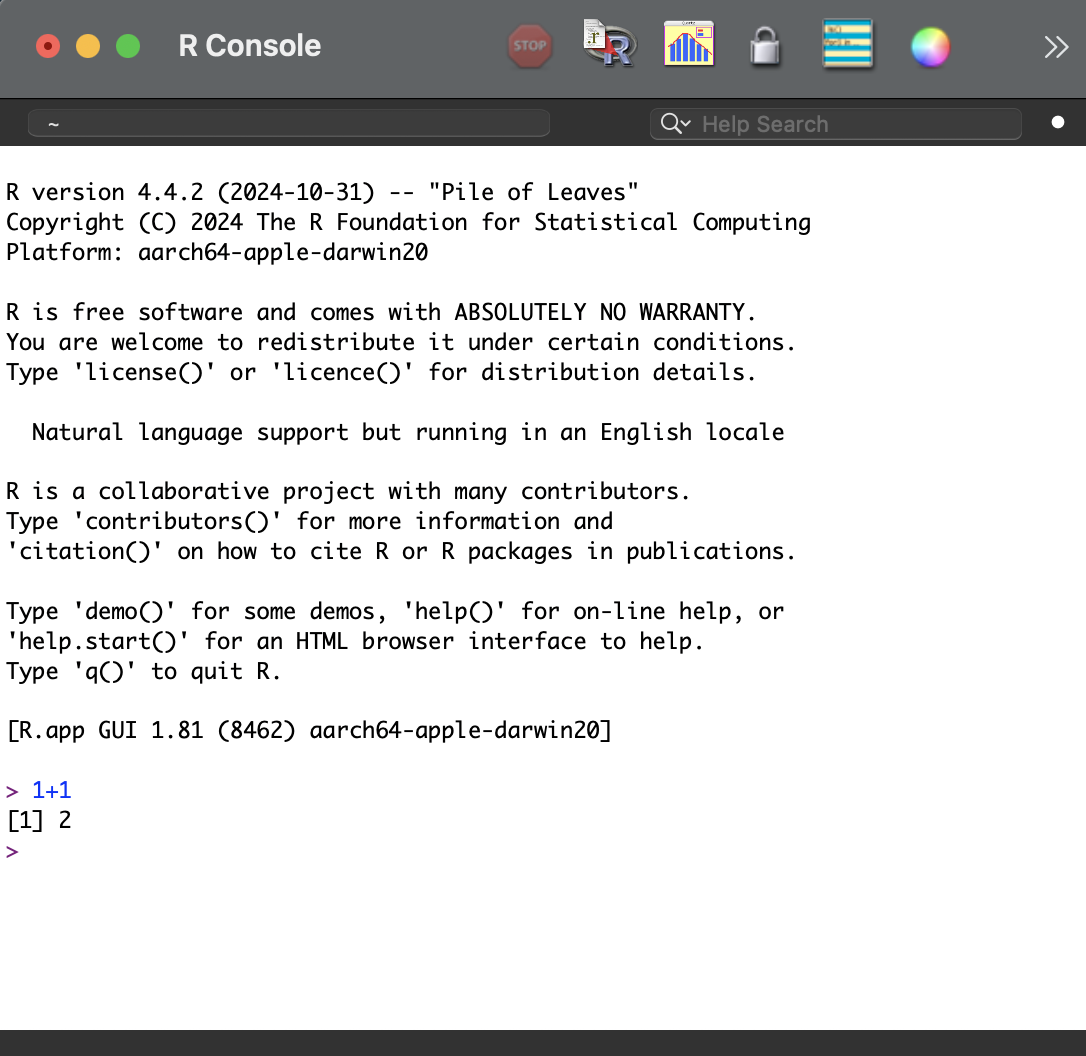 R Console
STOP
R
~
Help Search
R version 4.4.2 (2024-10-31) -- "Pile of Leaves"
Copyright (C) 2024 The R Foundation for Statistical Computing
Platform: aarch64-apple-darwin20
R is free software and comes with ABSOLUTELY NO WARRANTY.
You are welcome to redistribute it under certain conditions.
Type 'license()' or 'licence()' for distribution details.
  Natural language support but running in an English locale
R is a collaborative project with many contributors.
Type 'contributors()' for more information and
'citation()' on how to cite R or R packages in publications.
Type 'demo()' for some demos, 'help()' for on-line help, or
'help.start()' for an HTML browser interface to help.
Type 'q()' to quit R.
[R.app GUI 1.81 (8462) aarch64-apple-darwin20]
> 1+1
[1] 2
>